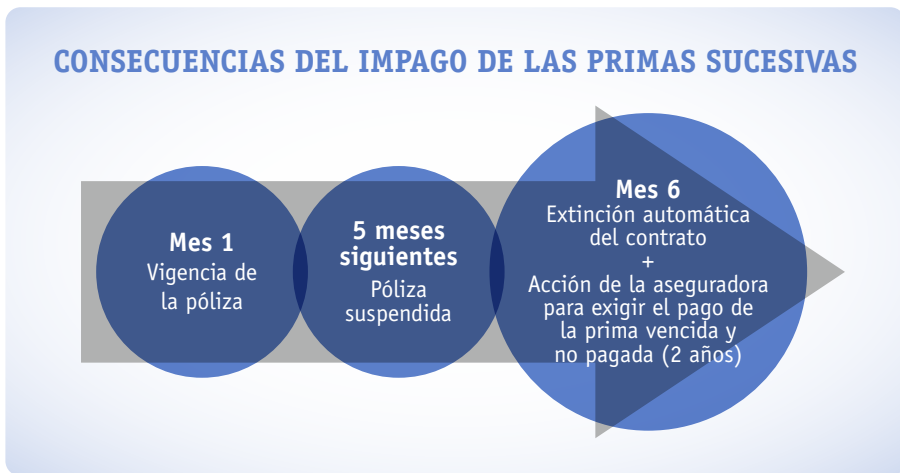 CONSECUENCIAS DEL IMPAGO DE LAS PRIMAS SUCESIVAS
Mes 1
Vigencia de
la póliza
5 meses
siguientes
Póliza
suspendida
Mes 6
Extinción automática
del contrato
+
Acción de la aseguradora
para exigir el pago de
la prima vencida y
no pagada (2 años)